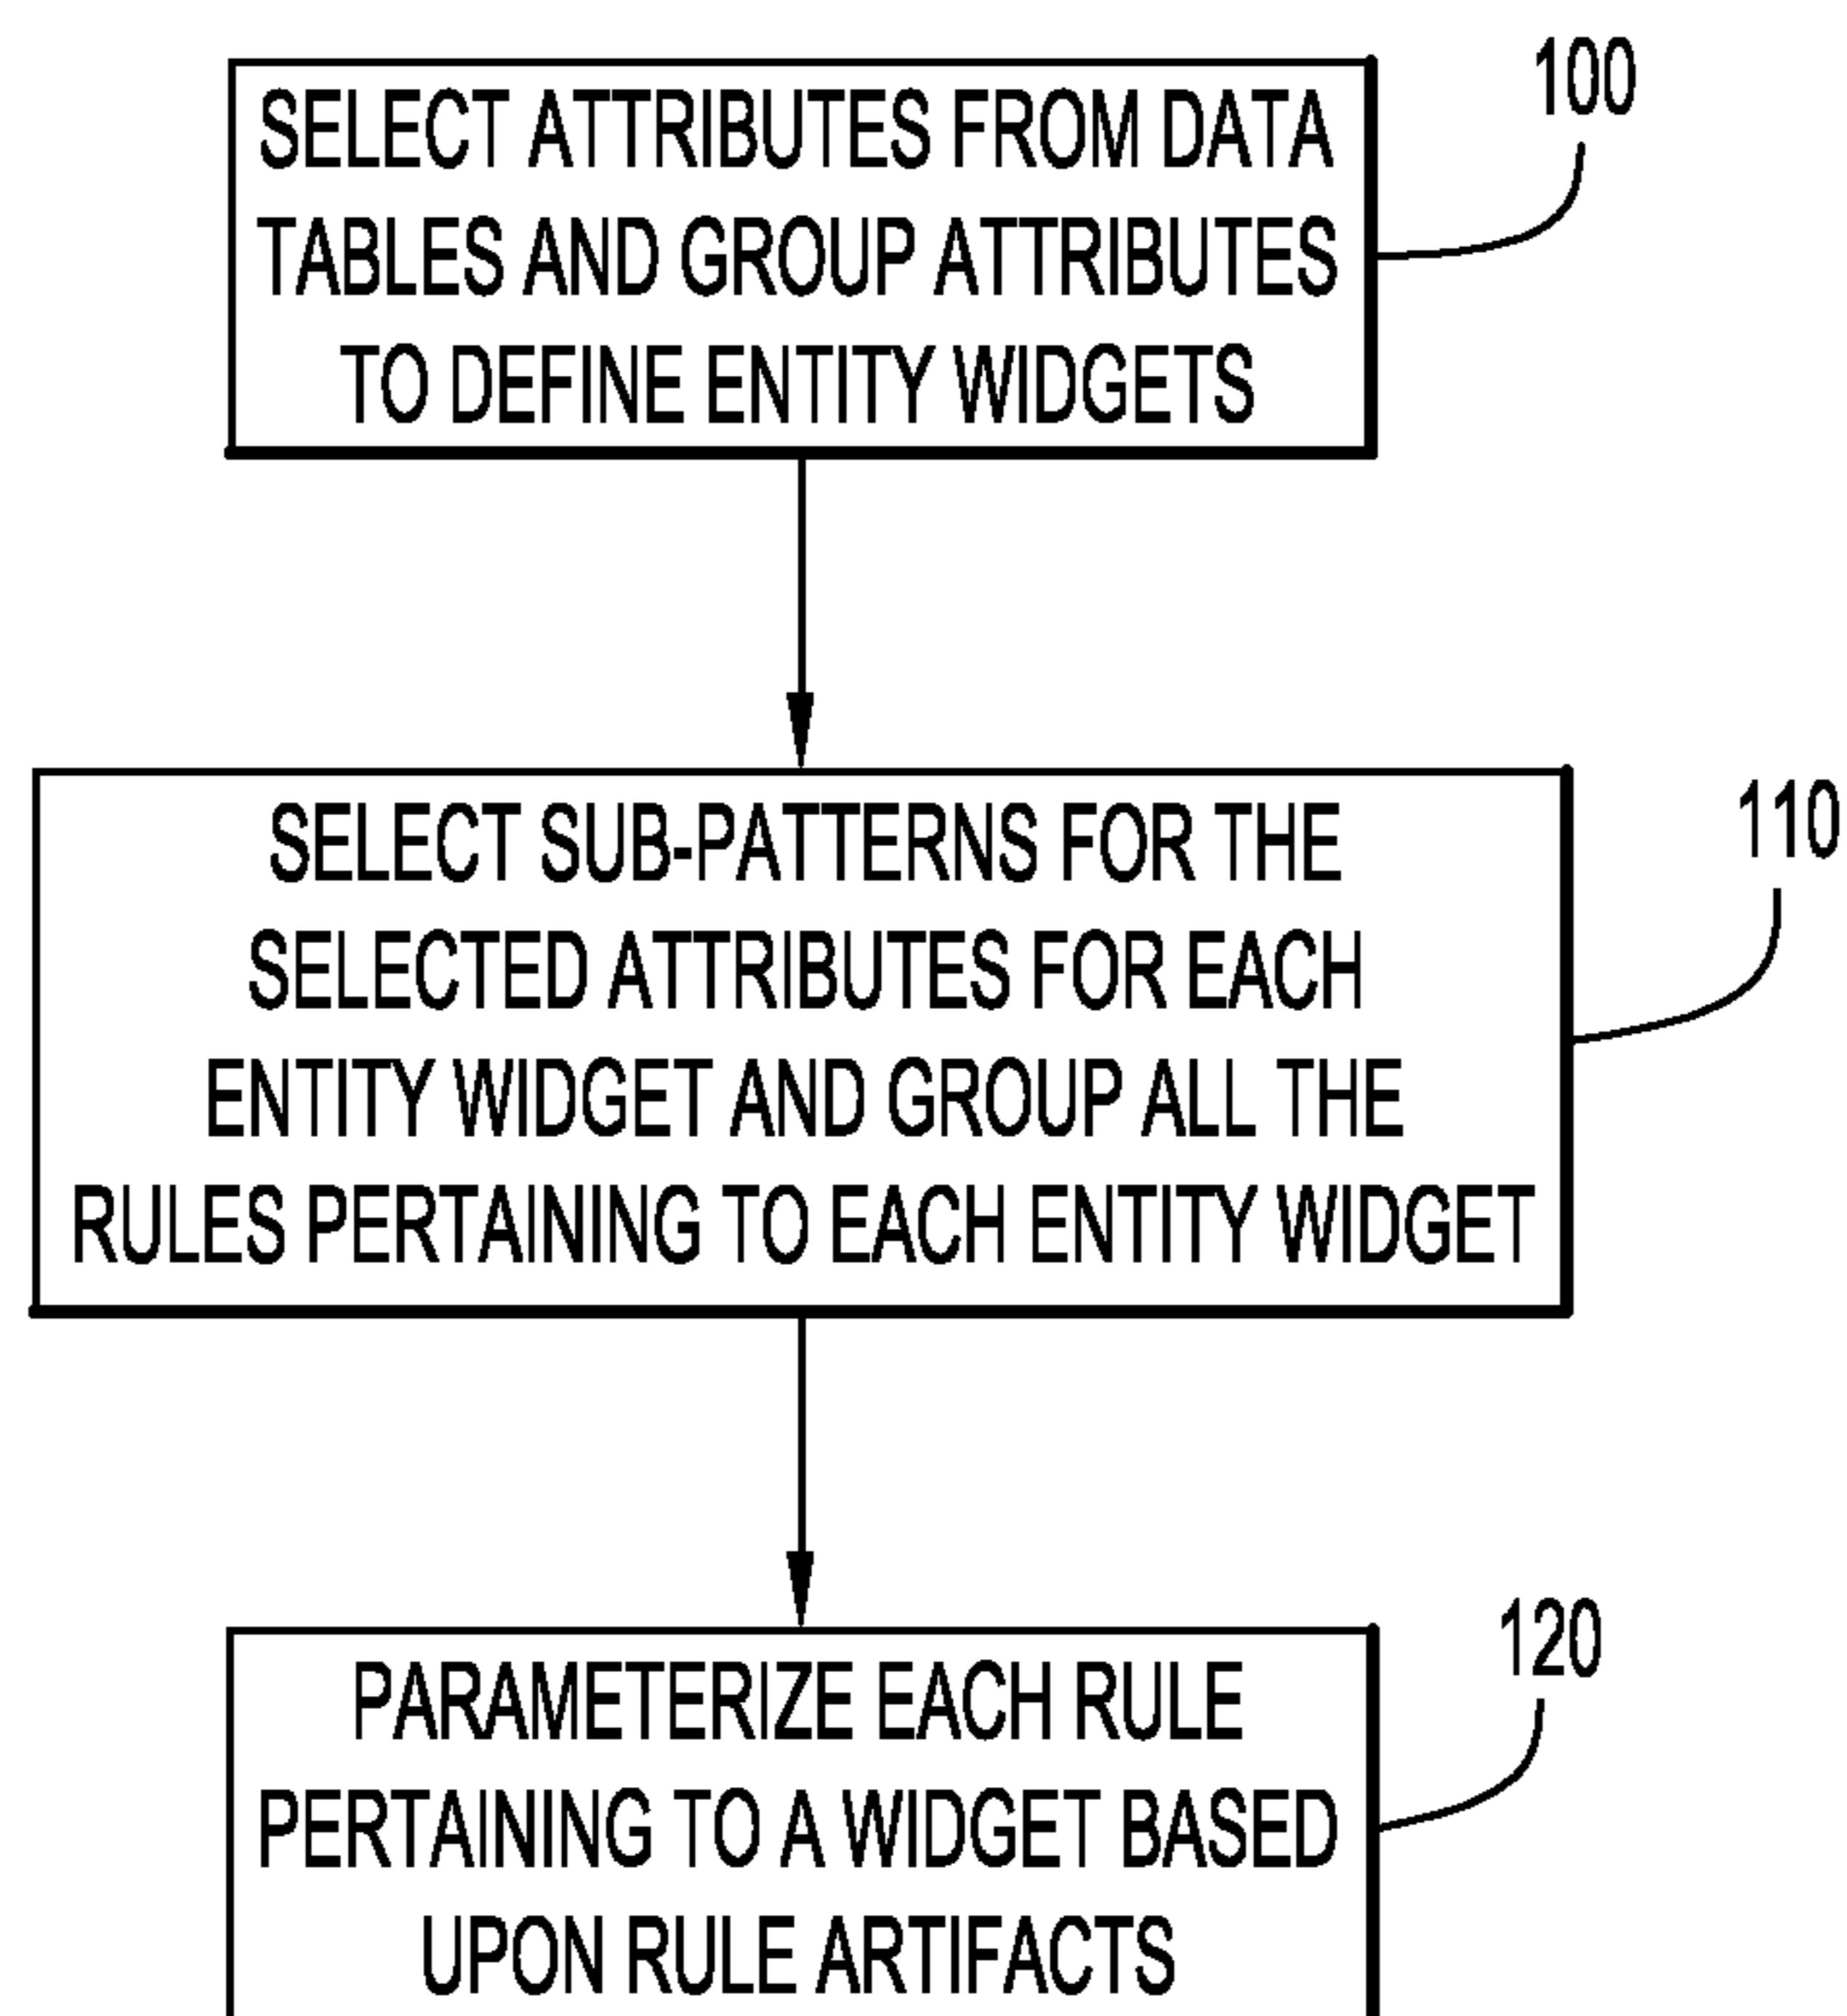 100
SELECT ATTRIBUTES FROM DATA
TABLES AND GROUP ATTRIBUTES
TO DEFINE ENTITY WIDGETS
110
SELECT SUB-PATTERNS FOR THE
SELECTED ATTRIBUTES FOR EACH
ENTITY WIDGET AND GROUP ALL THE
RULES PERTAINING TO EACH ENTITY WIDGET
120
PARAMETERIZE EACH RULE
PERTAINING TO A WIDGET BASED
UPON RULE ARTIFACTS